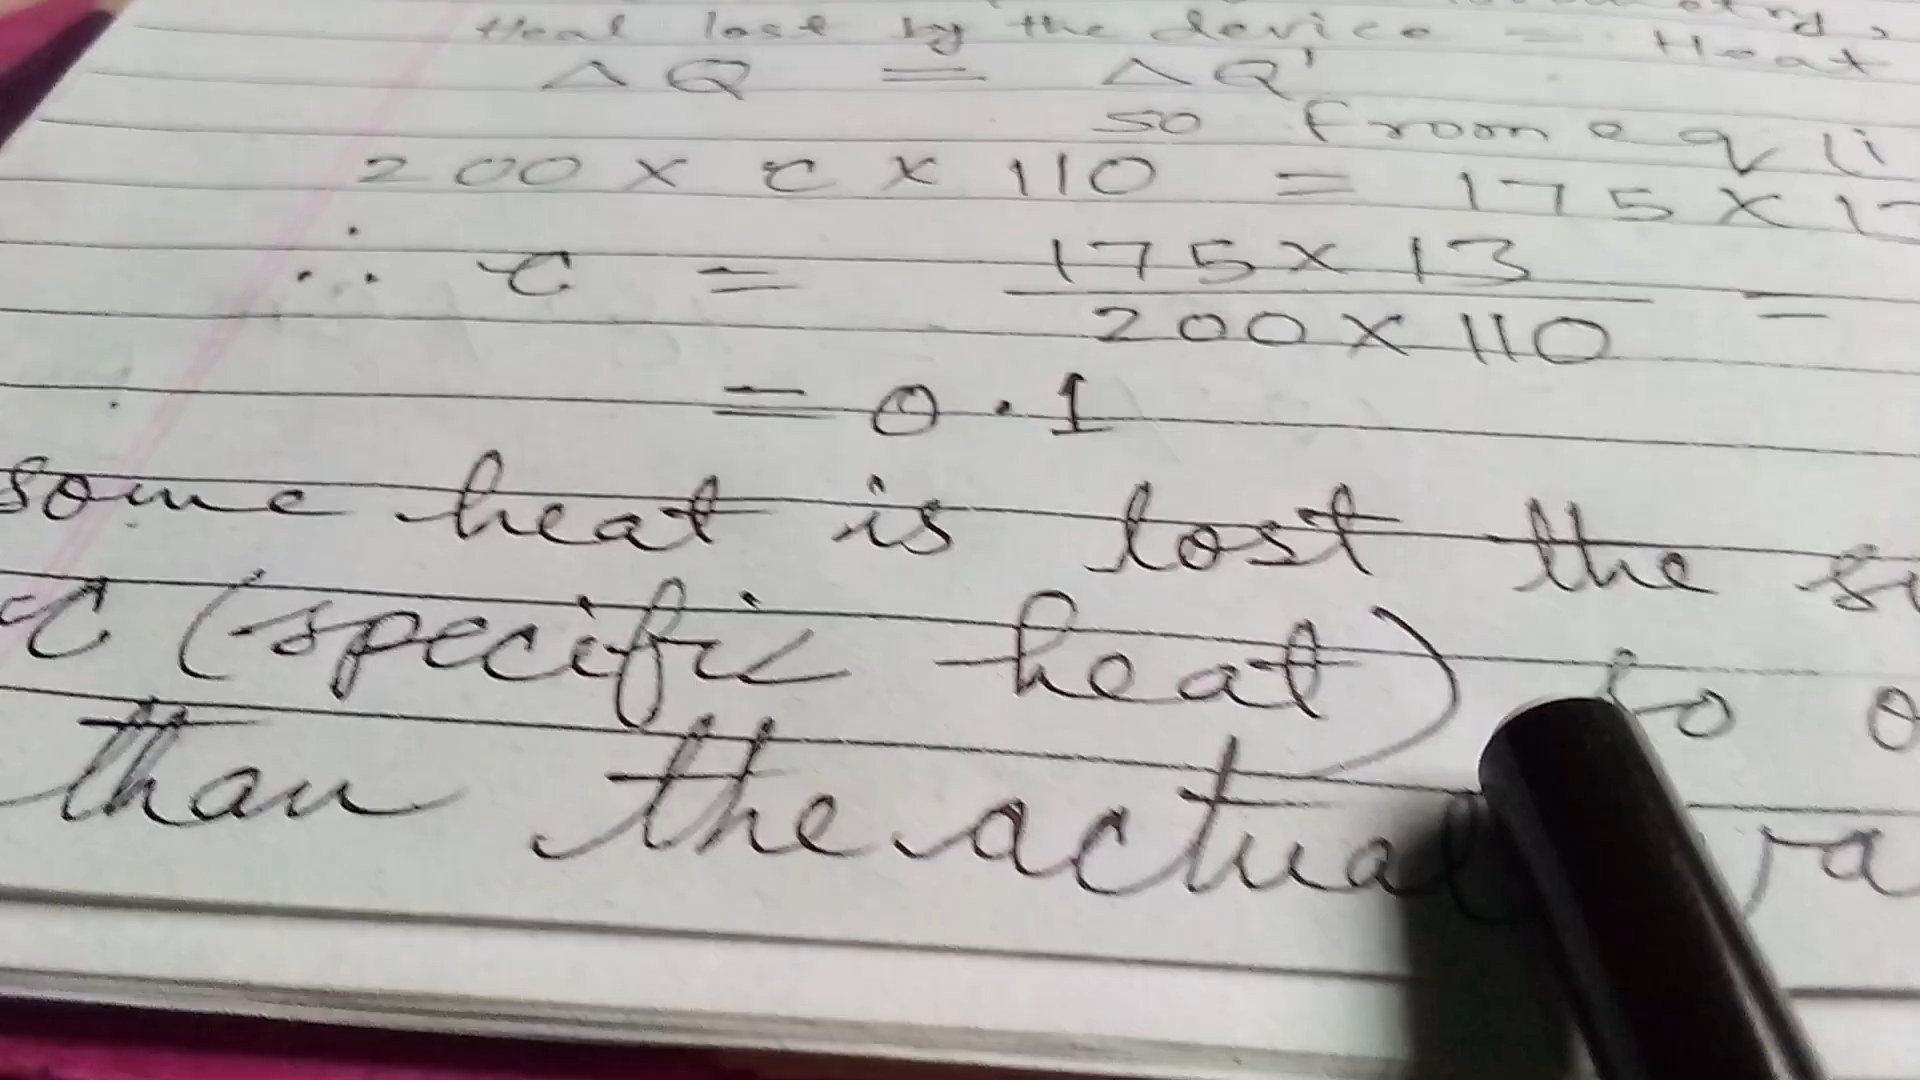 Heat lost by the device = Heat
ΔQ = ΔQ'
so from eq (i
200 x c x 110 = 175 x 1
∴ c = 175 x 13 / 200 x 110 =
= 0.1
some heat is lost the
c (specific heat) so
than the actual